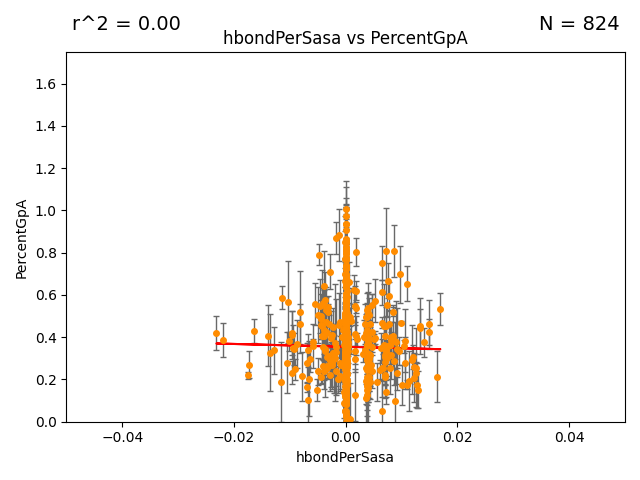 r^2 = 0.00
N = 824
hbondPerSasa vs PercentGpA
1.6
1.4
1.2
1.0
0.8
0.6
0.4
0.2
0.0
PercentGpA
−0.04
−0.02
0.00
0.02
0.04
hbondPerSasa